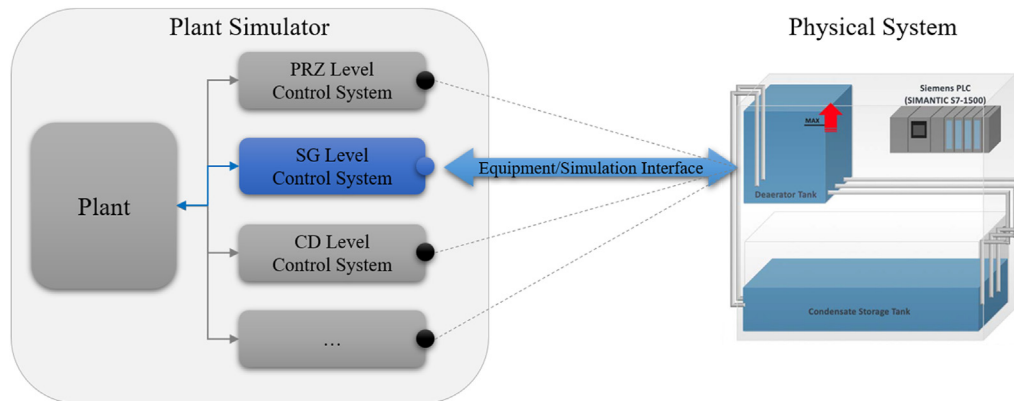 Plant Simulator
Physical System
PRZ Level
Control System
SG Level
Control System
Equipment/Simulation Interface
Plant
CD Level
Control System
...
Siemens PLC
(SIMANTIC S7-1500)
MAX
Deaerator Tank
Condensate Storage Tank